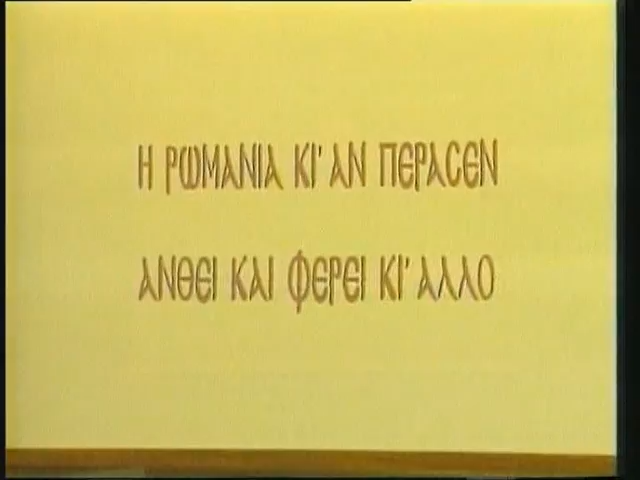 Η ΡΩΜΑΝΙΑ ΚΙ' ΑΝ ΠΕΡΑCΕΝ
ΑΝΘΕΙ ΚΑΙ ΦΕΡΕΙ ΚΙ' ΑΛΛΟ